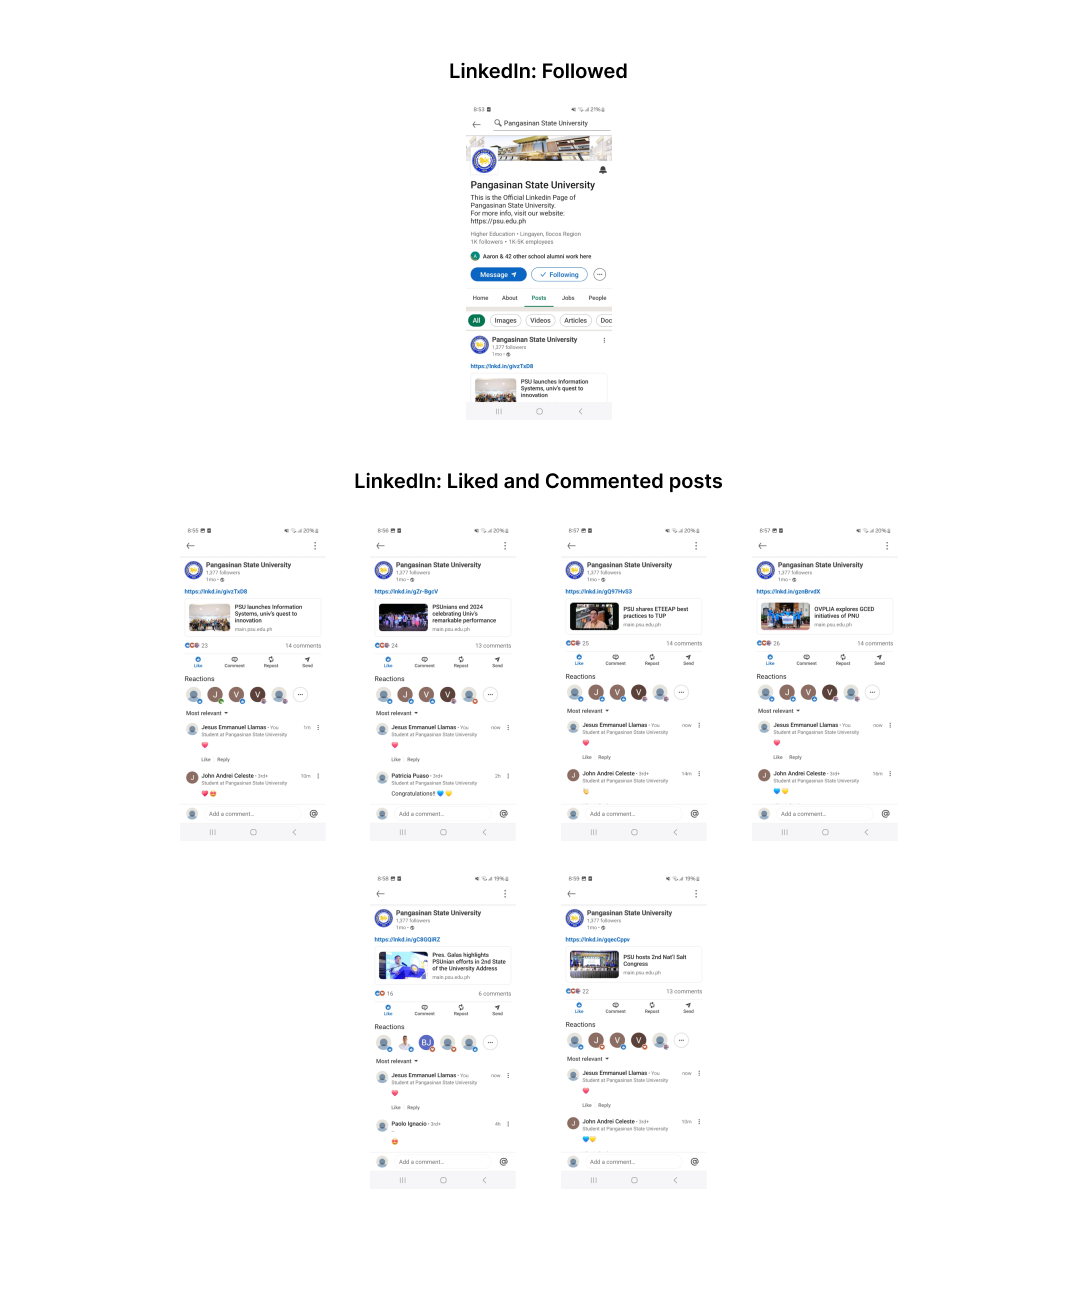 LinkedIn: Followed
8:53
21%
Pangasinan State University
Pangasinan State University
This is the Official Linkedin Page of
Pangasinan State University.
For more info, visit our website:
https://psu.edu.ph
Higher Education • Lingayen, Ilocos Region
1K followers • 1K-5K employees
A
Aaron & 42 other school alumni work here
Message
Following
Home About Posts Jobs People
All Images Videos Articles Doc
Pangasinan State University
1,377 followers
1mo •
https://lnkd.in/givzTxD8
PSU launches Information
Systems, univ's quest to
innovation
LinkedIn: Liked and Commented posts
8:55
20%
Pangasinan State University
1,377 followers
1mo •
https://lnkd.in/givzTxD8
PSU launches Information
Systems, univ's quest to
innovation
main.psu.edu.ph
23
14 comments
Like Comment Repost Send
Reactions
J V V
Most relevant
Jesus Emmanuel Llamas • You 1m
Student at Pangasinan State University
Like Reply
J
John Andrei Celeste • 3rd+ 10m
Student at Pangasinan State University
Add a comment...
@
8:56
20%
Pangasinan State University
1,377 followers
1mo •
https://lnkd.in/gZr-BgcV
PSUnians end 2024
celebrating Univ's
remarkable performance
main.psu.edu.ph
24
13 comments
Like Comment Repost Send
Reactions
J V V
Most relevant
Jesus Emmanuel Llamas • You now
Student at Pangasinan State University
Like Reply
Patricia Puaso • 3rd+ 2h
Student at Pangasinan State University
Congratulations!! 💙 💛
Add a comment...
@
8:57
20%
Pangasinan State University
1,377 followers
1mo •
https://lnkd.in/gQ97HvS3
PSU shares ETEEAP best
practices to TUP
main.psu.edu.ph
25
14 comments
Like Comment Repost Send
Reactions
J V V
Most relevant
Jesus Emmanuel Llamas • You now
Student at Pangasinan State University
Like Reply
J
John Andrei Celeste • 3rd+ 14m
Student at Pangasinan State University
Add a comment...
@
8:57
20%
Pangasinan State University
1,377 followers
1mo •
https://lnkd.in/gznBrvdX
OVPLIA explores GCED
initiatives of PNU
main.psu.edu.ph
26
14 comments
Like Comment Repost Send
Reactions
J V V
Most relevant
Jesus Emmanuel Llamas • You now
Student at Pangasinan State University
Like Reply
J
John Andrei Celeste • 3rd+ 16m
Student at Pangasinan State University
Add a comment...
@
8:58
19%
Pangasinan State University
1,377 followers
1mo •
https://lnkd.in/gCBGQiRZ
Pres. Galas highlights
PSUnian efforts in 2nd State
of the University Address
main.psu.edu.ph
16
6 comments
Like Comment Repost Send
Reactions
BJ
Most relevant
Jesus Emmanuel Llamas • You now
Student at Pangasinan State University
Like Reply
Paolo Ignacio • 3rd+ 4h
Add a comment...
@
8:59
19%
Pangasinan State University
1,377 followers
1mo •
https://lnkd.in/gqecCppv
PSU hosts 2nd Nat'l Salt
Congress
main.psu.edu.ph
22
13 comments
Like Comment Repost Send
Reactions
J V V
Most relevant
Jesus Emmanuel Llamas • You now
Student at Pangasinan State University
Like Reply
J
John Andrei Celeste • 3rd+ 10m
Student at Pangasinan State University
Add a comment...
@